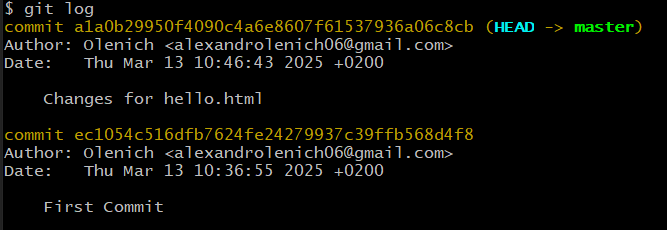 $ git log
commit a1a0b29950f4090c4a6e8607f61537936a06c8cb (HEAD -> master)
Author: Olenich <alexandrolenich06@gmail.com>
Date:   Thu Mar 13 10:46:43 2025 +0200
    Changes for hello.html
commit ec1054c516dfb7624fe24279937c39ffb568d4f8
Author: Olenich <alexandrolenich06@gmail.com>
Date:   Thu Mar 13 10:36:55 2025 +0200
    First Commit